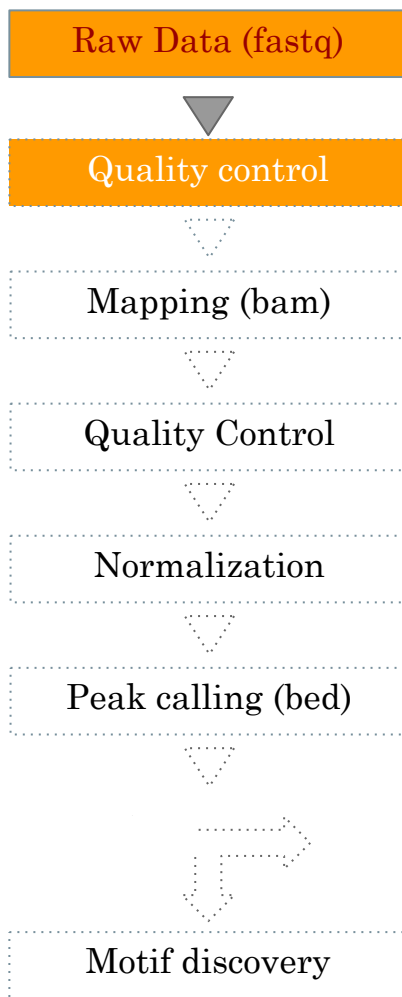 Raw Data (fastq)
Quality control
Mapping (bam)
Quality Control
Normalization
Peak calling (bed)
Motif discovery